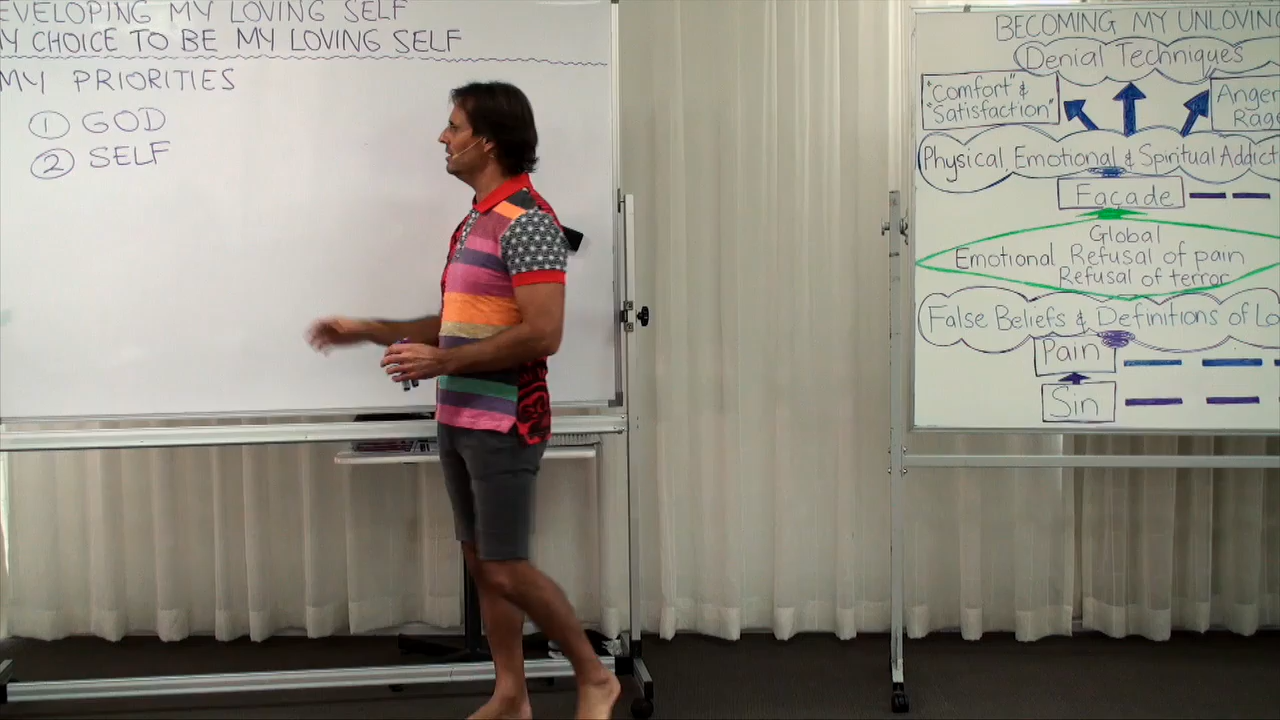 EVELOPING MY LOVING SELF
MY CHOICE TO BE MY LOVING SELF
MY PRIORITIES
1 GOD
2 SELF
BECOMING MY UNLOVING
Denial Techniques
"Comfort" &
"Satisfaction"
Anger
Rage
Physical, Emotional & Spiritual Addict
Façade
Global
Emotional Refusal of pain
Refusal of terror
False Beliefs & Definitions of Lo
Pain
Sin